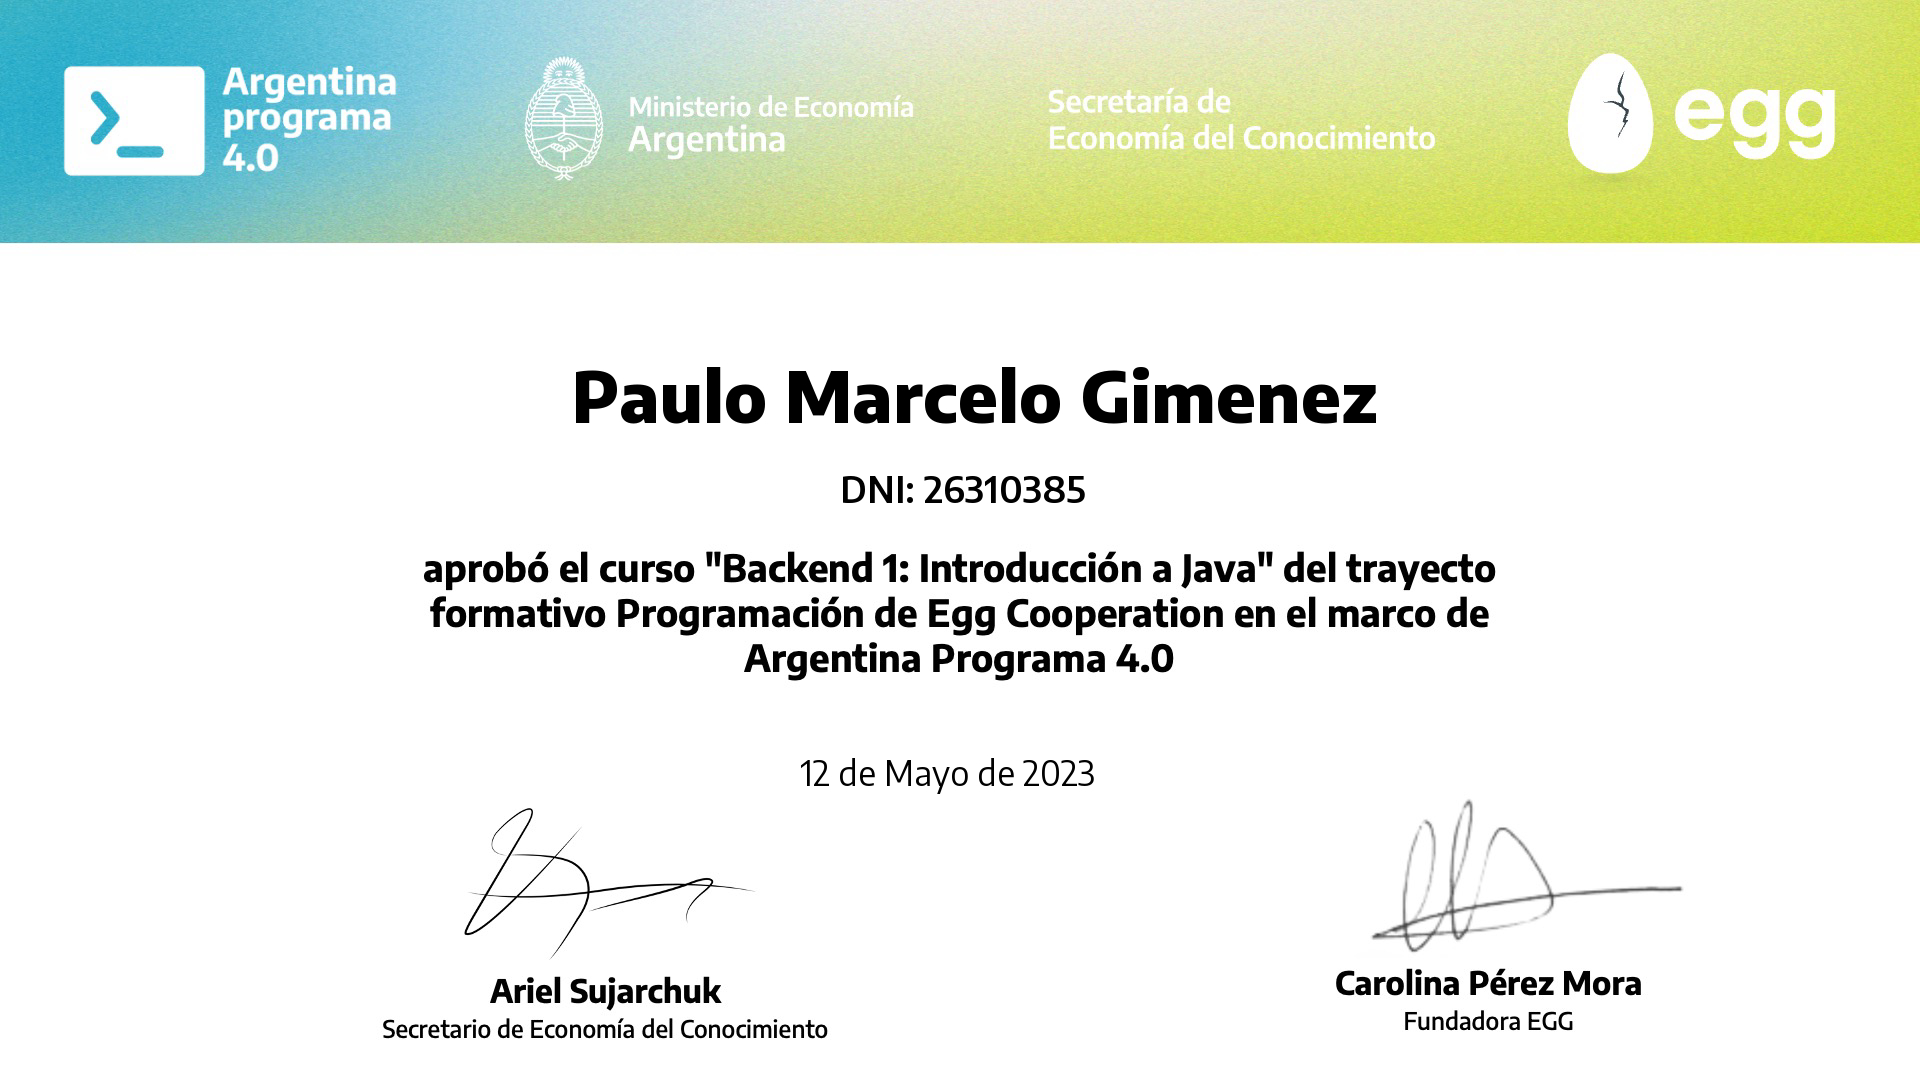 Argentina
programa
4.0
Ministerio de Economía
Argentina
Secretaría de
Economía del Conocimiento
egg
Paulo Marcelo Gimenez
DNI: 26310385
aprobó el curso "Backend 1: Introducción a Java" del trayecto
formativo Programación de Egg Cooperation en el marco de
Argentina Programa 4.0
12 de Mayo de 2023
Ariel Sujarchuk
Secretario de Economía del Conocimiento
Carolina Pérez Mora
Fundadora EGG